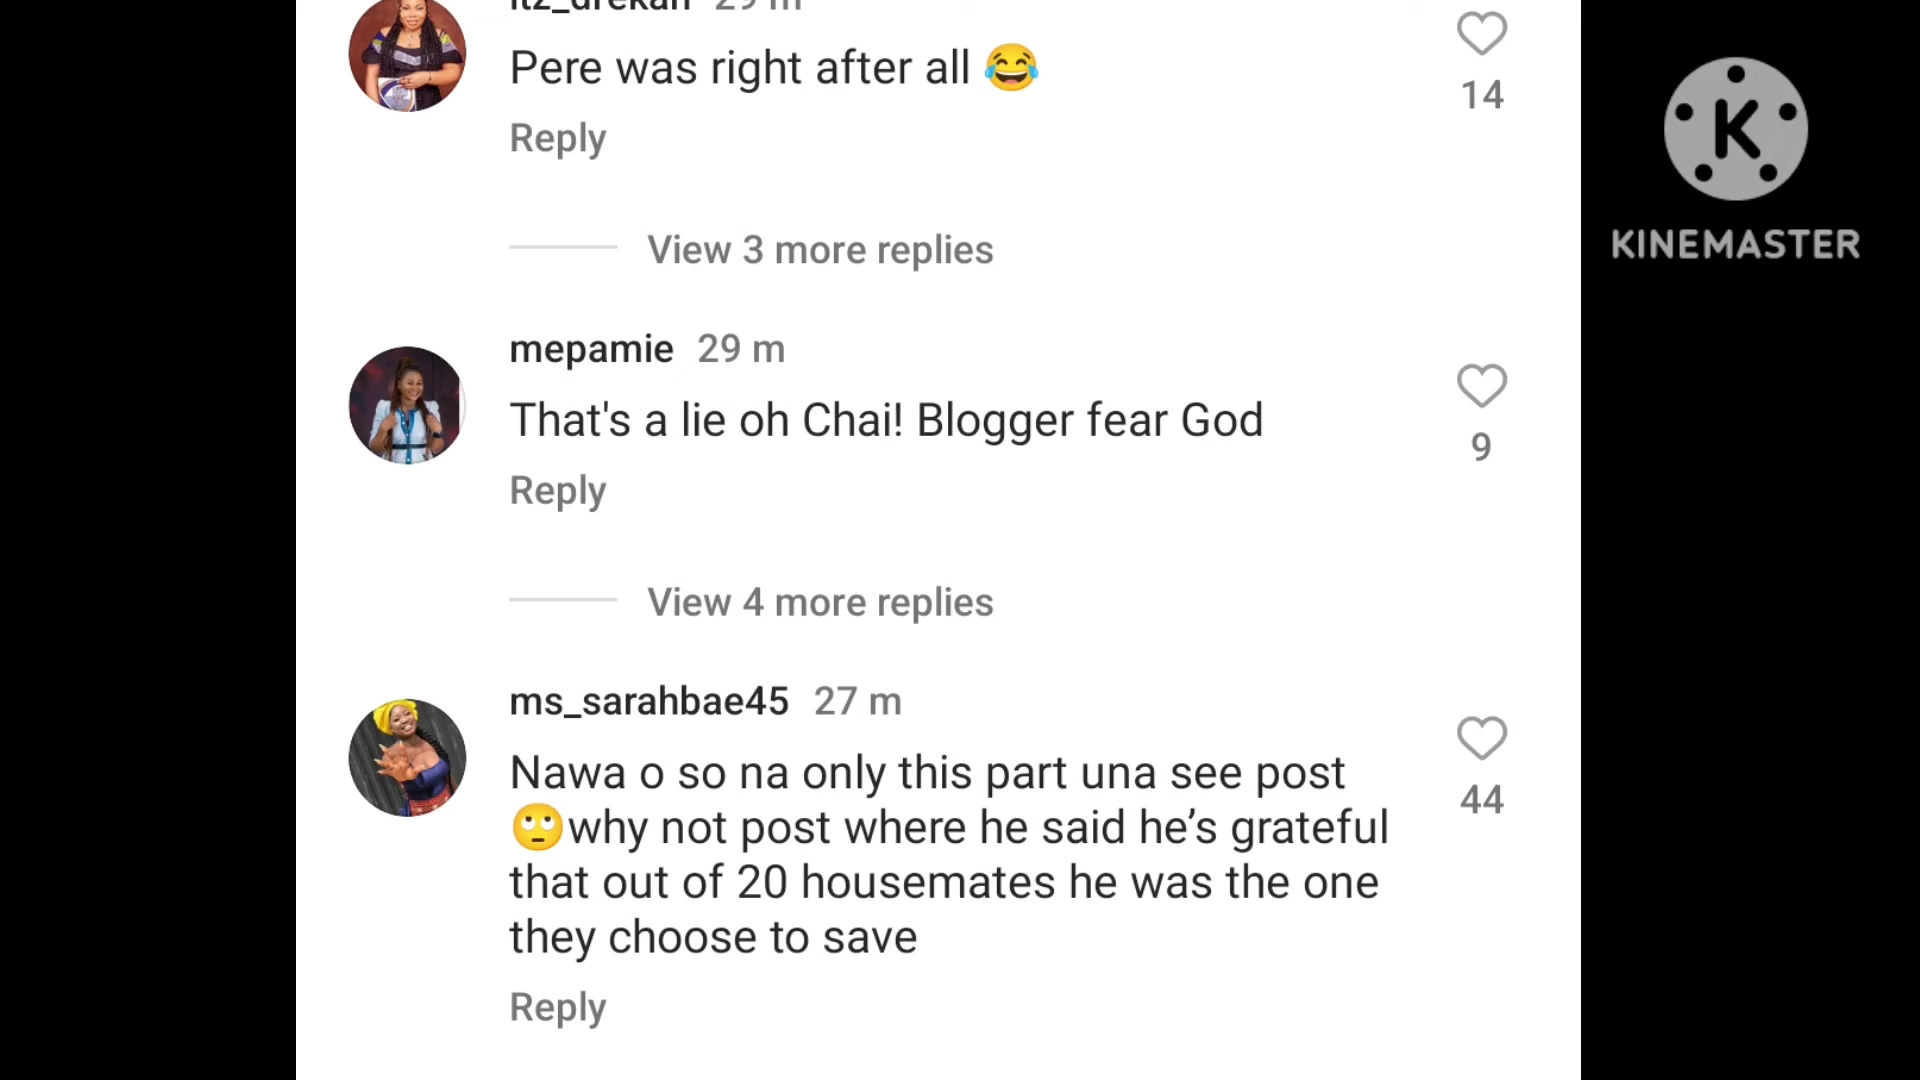 29 m
Pere was right after all 😂
14
Reply
View 3 more replies
mepamie 29 m
That's a lie oh Chai! Blogger fear God
9
Reply
View 4 more replies
ms_sarahbae45 27 m
Nawa o so na only this part una see post
🙄why not post where he said he’s grateful
that out of 20 housemates he was the one
they choose to save
44
Reply
K
KINEMASTER